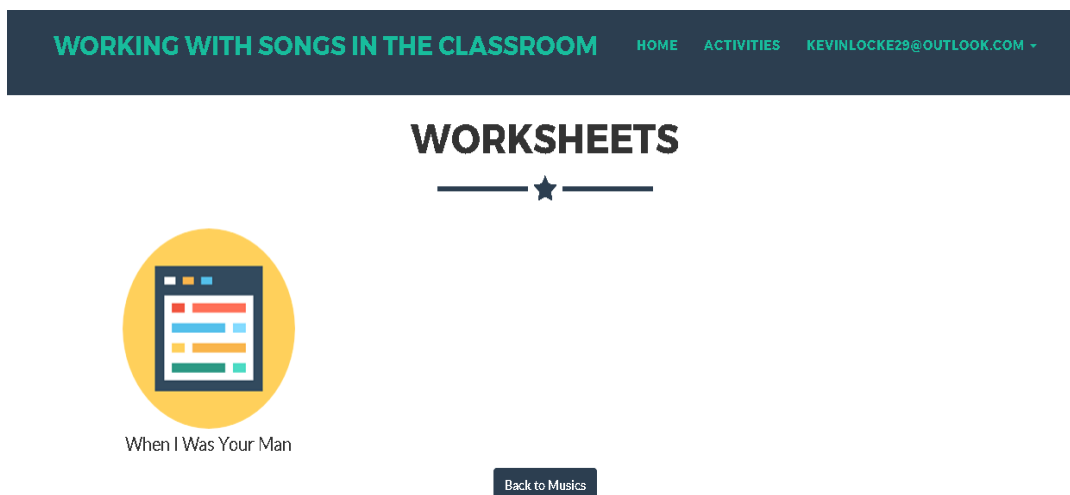 WORKING WITH SONGS IN THE CLASSROOM HOME ACTIVITIES KEVINLOCKE29@OUTLOOK.COM
WORKSHEETS
When I Was Your Man
Back to Musics